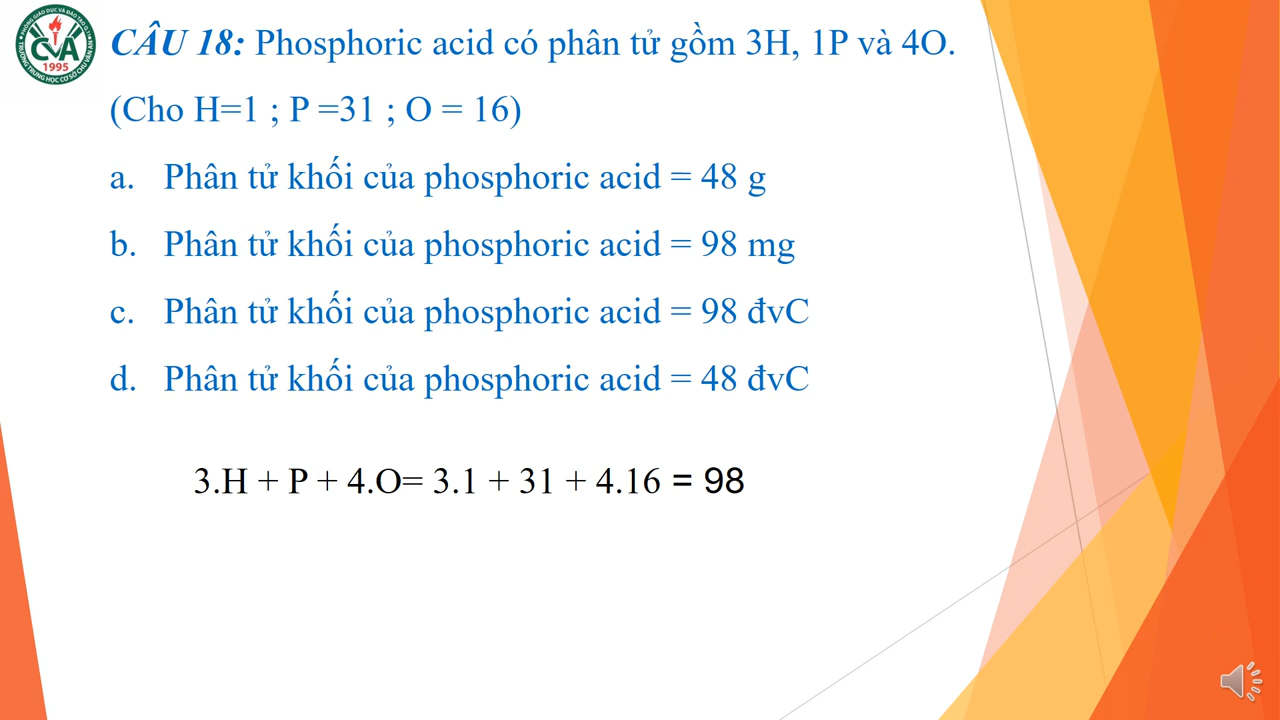 CVA
1995
CÂU 18: Phosphoric acid có phân tử gồm 3H, 1P và 4O.
(Cho H=1 ; P =31 ; O = 16)
a. Phân tử khối của phosphoric acid = 48 g
b. Phân tử khối của phosphoric acid = 98 mg
c. Phân tử khối của phosphoric acid = 98 đvC
d. Phân tử khối của phosphoric acid = 48 đvC
3.H + P + 4.O= 3.1 + 31 + 4.16 = 98